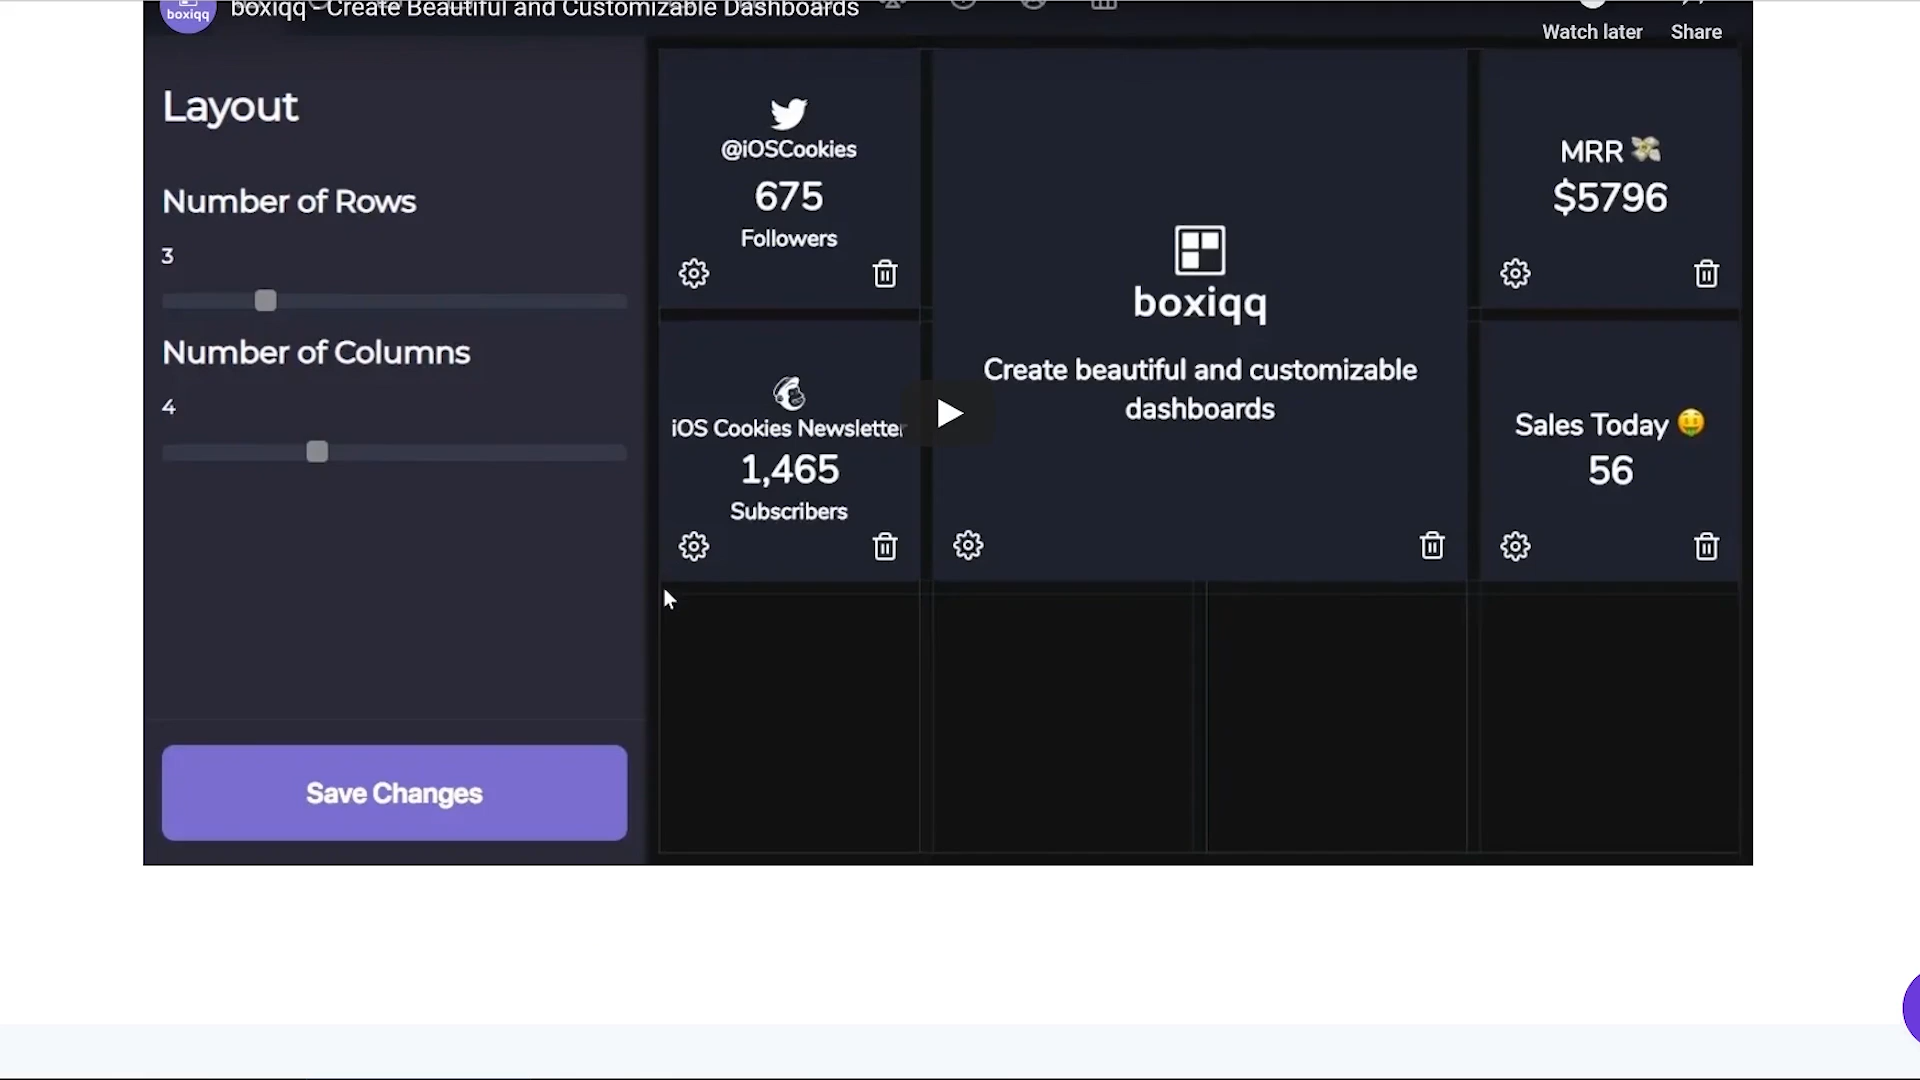 boxiqq
boxiqq - Create Beautiful and Customizable Dashboards
Watch later
Share
Layout
Number of Rows
3
Number of Columns
4
Save Changes
@iOSCookies
675
Followers
iOS Cookies Newsletter
1,465
Subscribers
boxiqq
Create beautiful and customizable
dashboards
MRR 💸
$5796
Sales Today 🤑
56